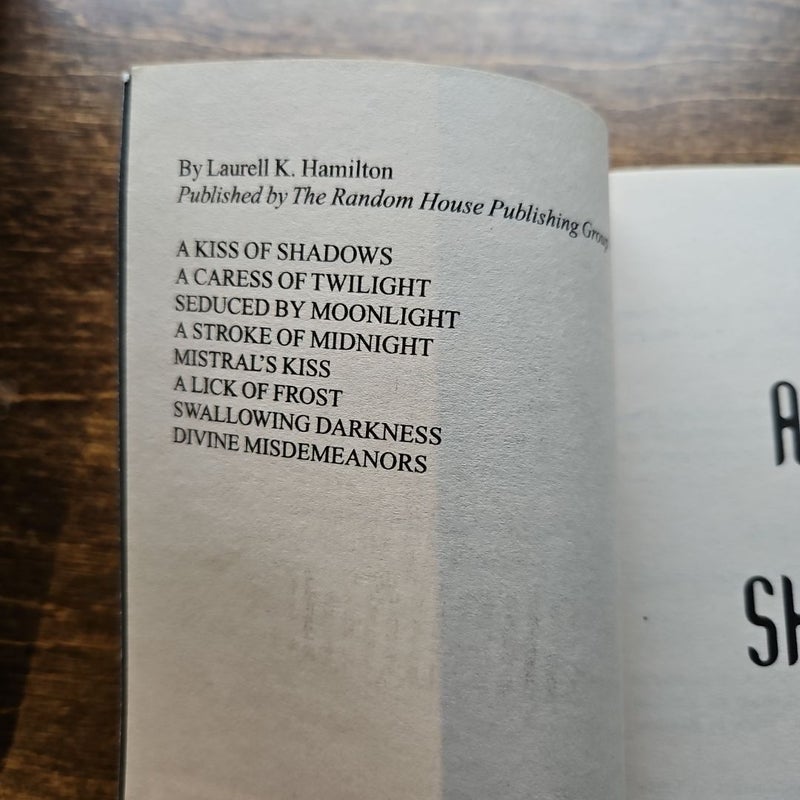 By Laurell K. Hamilton
Published by The Random House Publishing Group
A KISS OF SHADOWS
A CARESS OF TWILIGHT
SEDUCED BY MOONLIGHT
A STROKE OF MIDNIGHT
MISTRAL'S KISS
A LICK OF FROST
SWALLOWING DARKNESS
DIVINE MISDEMEANORS
A
SH